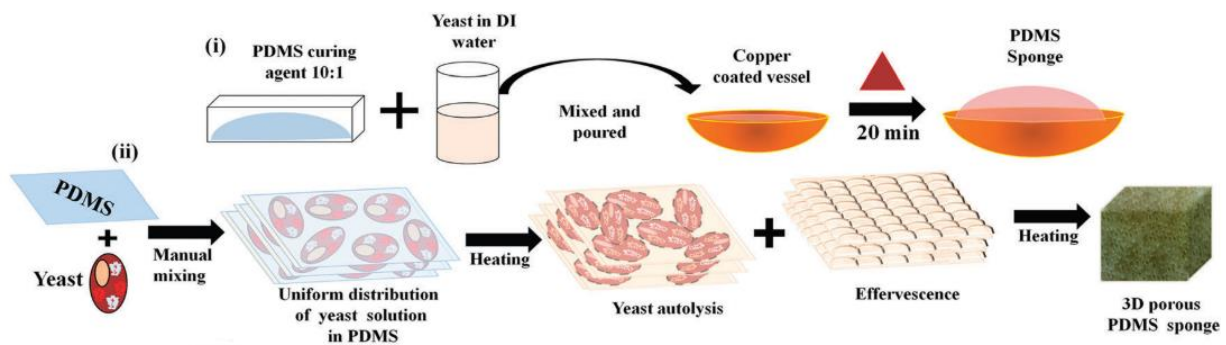 (i)
PDMS curing
agent 10:1
Yeast in DI
water
Mixed and
poured
Copper
coated vessel
20 min
PDMS
Sponge
(ii)
PDMS
Yeast
Manual
mixing
Uniform distribution
of yeast solution
in PDMS
Heating
Yeast autolysis
Effervescence
Heating
3D porous
PDMS sponge